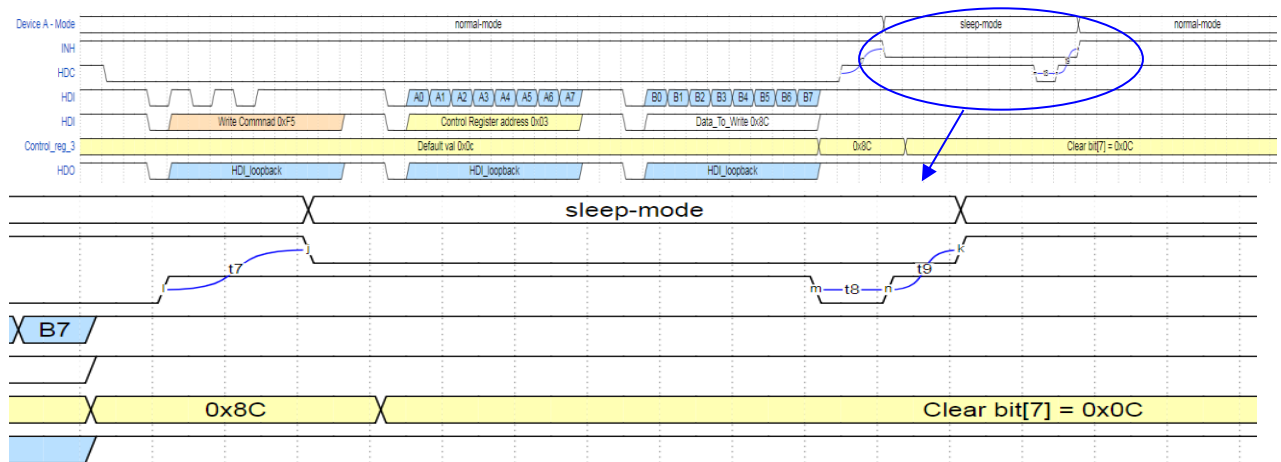 Device A - Mode normal-mode sleep-mode normal-mode
INH
HDC t8
HDI A0 A1 A2 A3 A4 A5 A6 A7 B0 B1 B2 B3 B4 B5 B6 B7
HDI Write Commnad 0xF5 Control Register address 0x03 Data_To_Write 0x8C
Control_reg_3 Default val 0x0c 0x8C Clear bit[7] = 0x0C
HDO HDI_loopback HDI_loopback HDI_loopback
sleep-mode
j k
t7 t9
l m t8 n
B7
0x8C Clear bit[7] = 0x0C